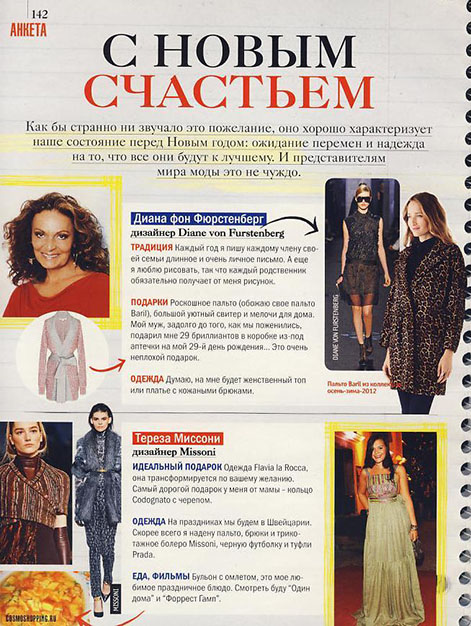 142
АНКЕТА
С НОВЫМ
СЧАСТЬЕМ
Как бы странно ни звучало это пожелание, оно хорошо характеризует
наше состояние перед Новым годом: ожидание перемен и надежда
на то, что все они будут к лучшему. И представителям
мира моды это не чуждо.
Диана фон Фюрстенберг
дизайнер Diane von Furstenberg
ТРАДИЦИЯ Каждый год я пишу каждому члену сво-
ей семьи длинное и очень личное письмо. А еще
я люблю рисовать, так что каждый родственник
обязательно получает от меня рисунок.
ПОДАРКИ Роскошное пальто (обожаю свое пальто
Baril), большой уютный свитер и мелочи для дома.
Мой муж, задолго до того, как мы поженились,
подарил мне 29 бриллиантов в коробке из-под
аптечки на мой 29-й день рождения... Это очень
неплохой подарок.
ОДЕЖДА Думаю, на мне будет женственный топ
или платье с кожаными брюками.
DIANE VON FURSTENBERG
Пальто Baril из коллекции
осень-зима-2012
Тереза Миссони
дизайнер Missoni
ИДЕАЛЬНЫЙ ПОДАРОК Одежда Flavia la Rocca,
она трансформируется по вашему желанию.
Самый дорогой подарок у меня от мамы - кольцо
Codognato с черепом.
ОДЕЖДА На праздниках мы будем в Швейцарии.
Скорее всего я надену пальто, брюки и трико-
тажное болеро Missoni, черную футболку и туфли
Prada.
ЕДА, ФИЛЬМЫ Бульон с омлетом, это мое лю-
бимое праздничное блюдо. Смотреть буду "Один
дома" и "Форрест Гамп".
MISSONI
COSMOSHOPPING.RU